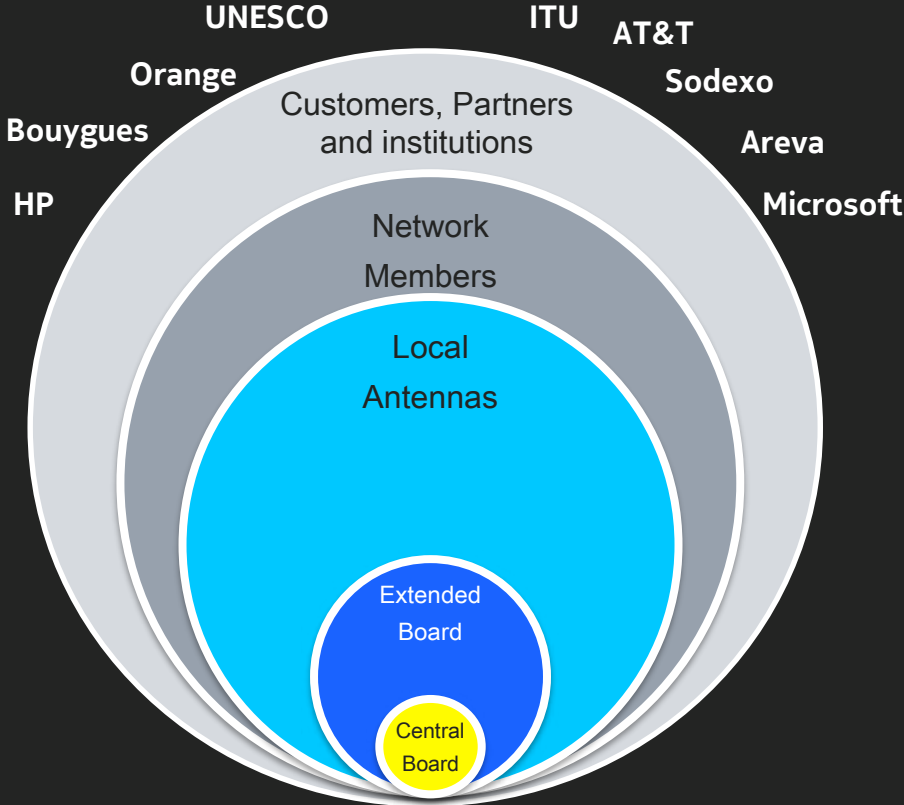 UNESCO
ITU
AT&T
Orange
Sodexo
Customers, Partners
and institutions
Bouygues
Areva
HP
Microsoft
Network
Members
Local
Antennas
Extended
Board
Central
Board